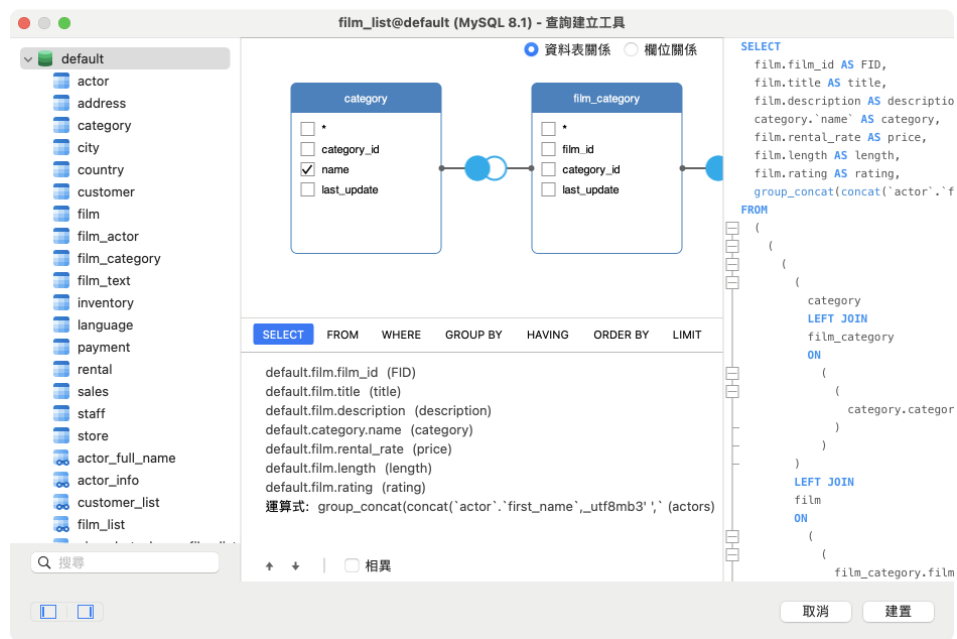 film_list@default (MySQL 8.1) - 查詢建立工具
default
actor
address
category
city
country
customer
film
film_actor
film_category
film_text
inventory
language
payment
rental
sales
staff
store
actor_full_name
actor_info
customer_list
film_list
搜尋
資料表關係
欄位關係
category
*
category_id
name
last_update
film_category
*
film_id
category_id
last_update
SELECT FROM WHERE GROUP BY HAVING ORDER BY LIMIT
default.film.film_id (FID)
default.film.title (title)
default.film.description (description)
default.category.name (category)
default.film.rental_rate (price)
default.film.length (length)
default.film.rating (rating)
運算式: group_concat(concat(`actor`.`first_name`,_utf8mb3' ',` (actors)
相異
SELECT
film.film_id AS FID,
film.title AS title,
film.description AS descriptio
category.`name` AS category,
film.rental_rate AS price,
film.length AS length,
film.rating AS rating,
group_concat(concat(`actor`.`f
FROM
(
(
(
(
category
LEFT JOIN
film_category
ON
(
(
category.categor
)
)
)
LEFT JOIN
film
ON
(
(
film_category.film
取消
建置